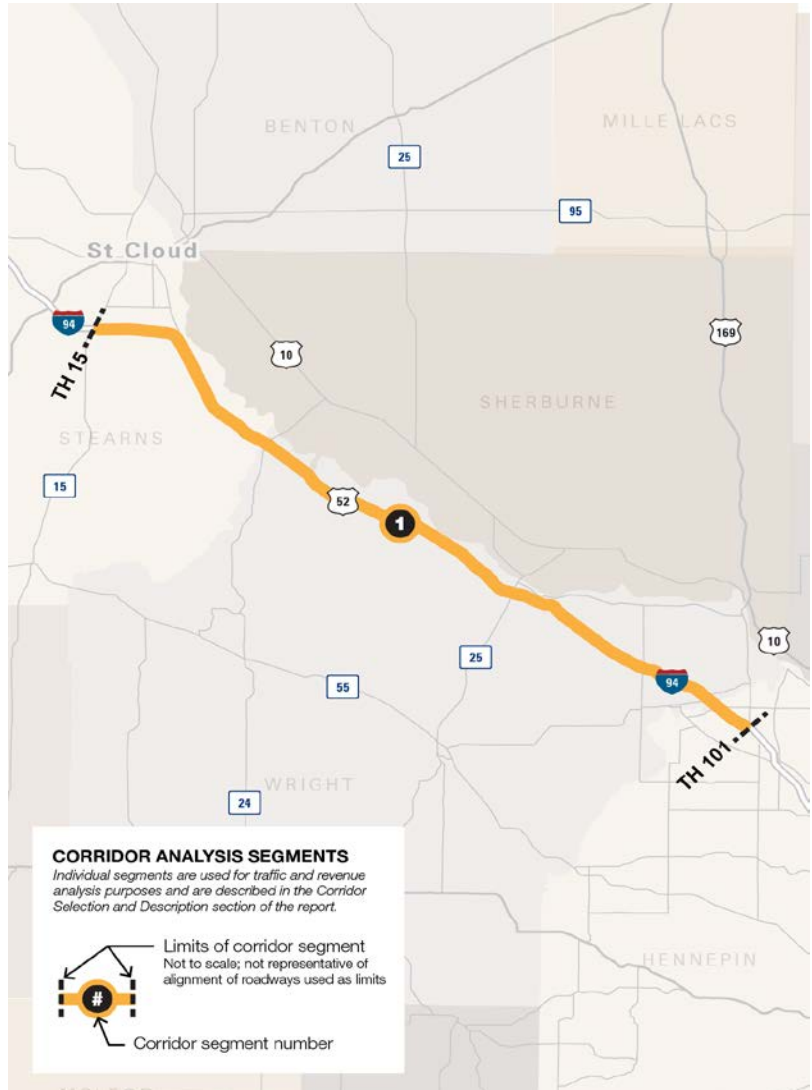 BENTON
MILLE LACS
25
95
St Cloud
94
TH 15
10
169
SHERBURNE
STEARNS
15
52
1
10
25
94
55
TH 101
WRIGHT
24
CORRIDOR ANALYSIS SEGMENTS
Individual segments are used for traffic and revenue
analysis purposes and are described in the Corridor
Selection and Description section of the report.
Limits of corridor segment
Not to scale; not representative of
alignment of roadways used as limits
#
Corridor segment number
HENNEPIN